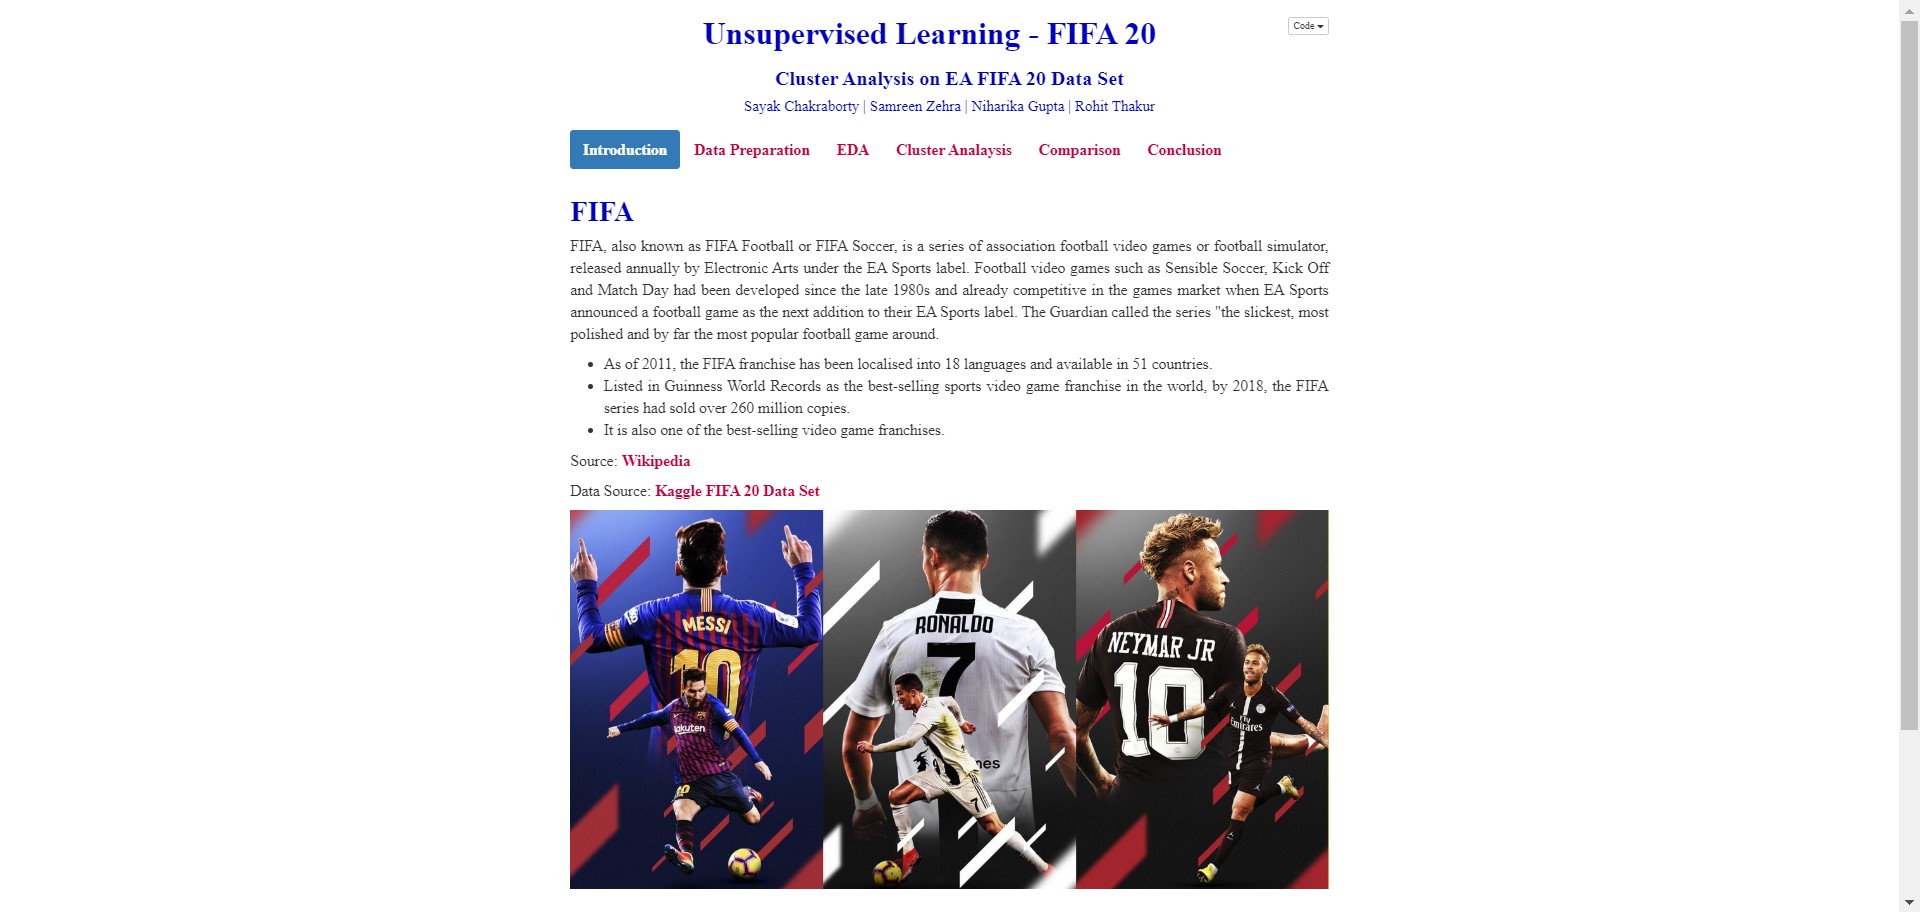 Unsupervised Learning - FIFA 20
Code
Cluster Analysis on EA FIFA 20 Data Set
Sayak Chakraborty | Samreen Zehra | Niharika Gupta | Rohit Thakur
Introduction Data Preparation EDA Cluster Analaysis Comparison Conclusion
FIFA
FIFA, also known as FIFA Football or FIFA Soccer, is a series of association football video games or football simulator,
released annually by Electronic Arts under the EA Sports label. Football video games such as Sensible Soccer, Kick Off
and Match Day had been developed since the late 1980s and already competitive in the games market when EA Sports
announced a football game as the next addition to their EA Sports label. The Guardian called the series "the slickest, most
polished and by far the most popular football game around.
• As of 2011, the FIFA franchise has been localised into 18 languages and available in 51 countries.
• Listed in Guinness World Records as the best-selling sports video game franchise in the world, by 2018, the FIFA
series had sold over 260 million copies.
• It is also one of the best-selling video game franchises.
Source: Wikipedia
Data Source: Kaggle FIFA 20 Data Set
MESSI
10
Rakuten
10
RONALDO
7
7
NEYMAR JR
10
Fly
Emirates